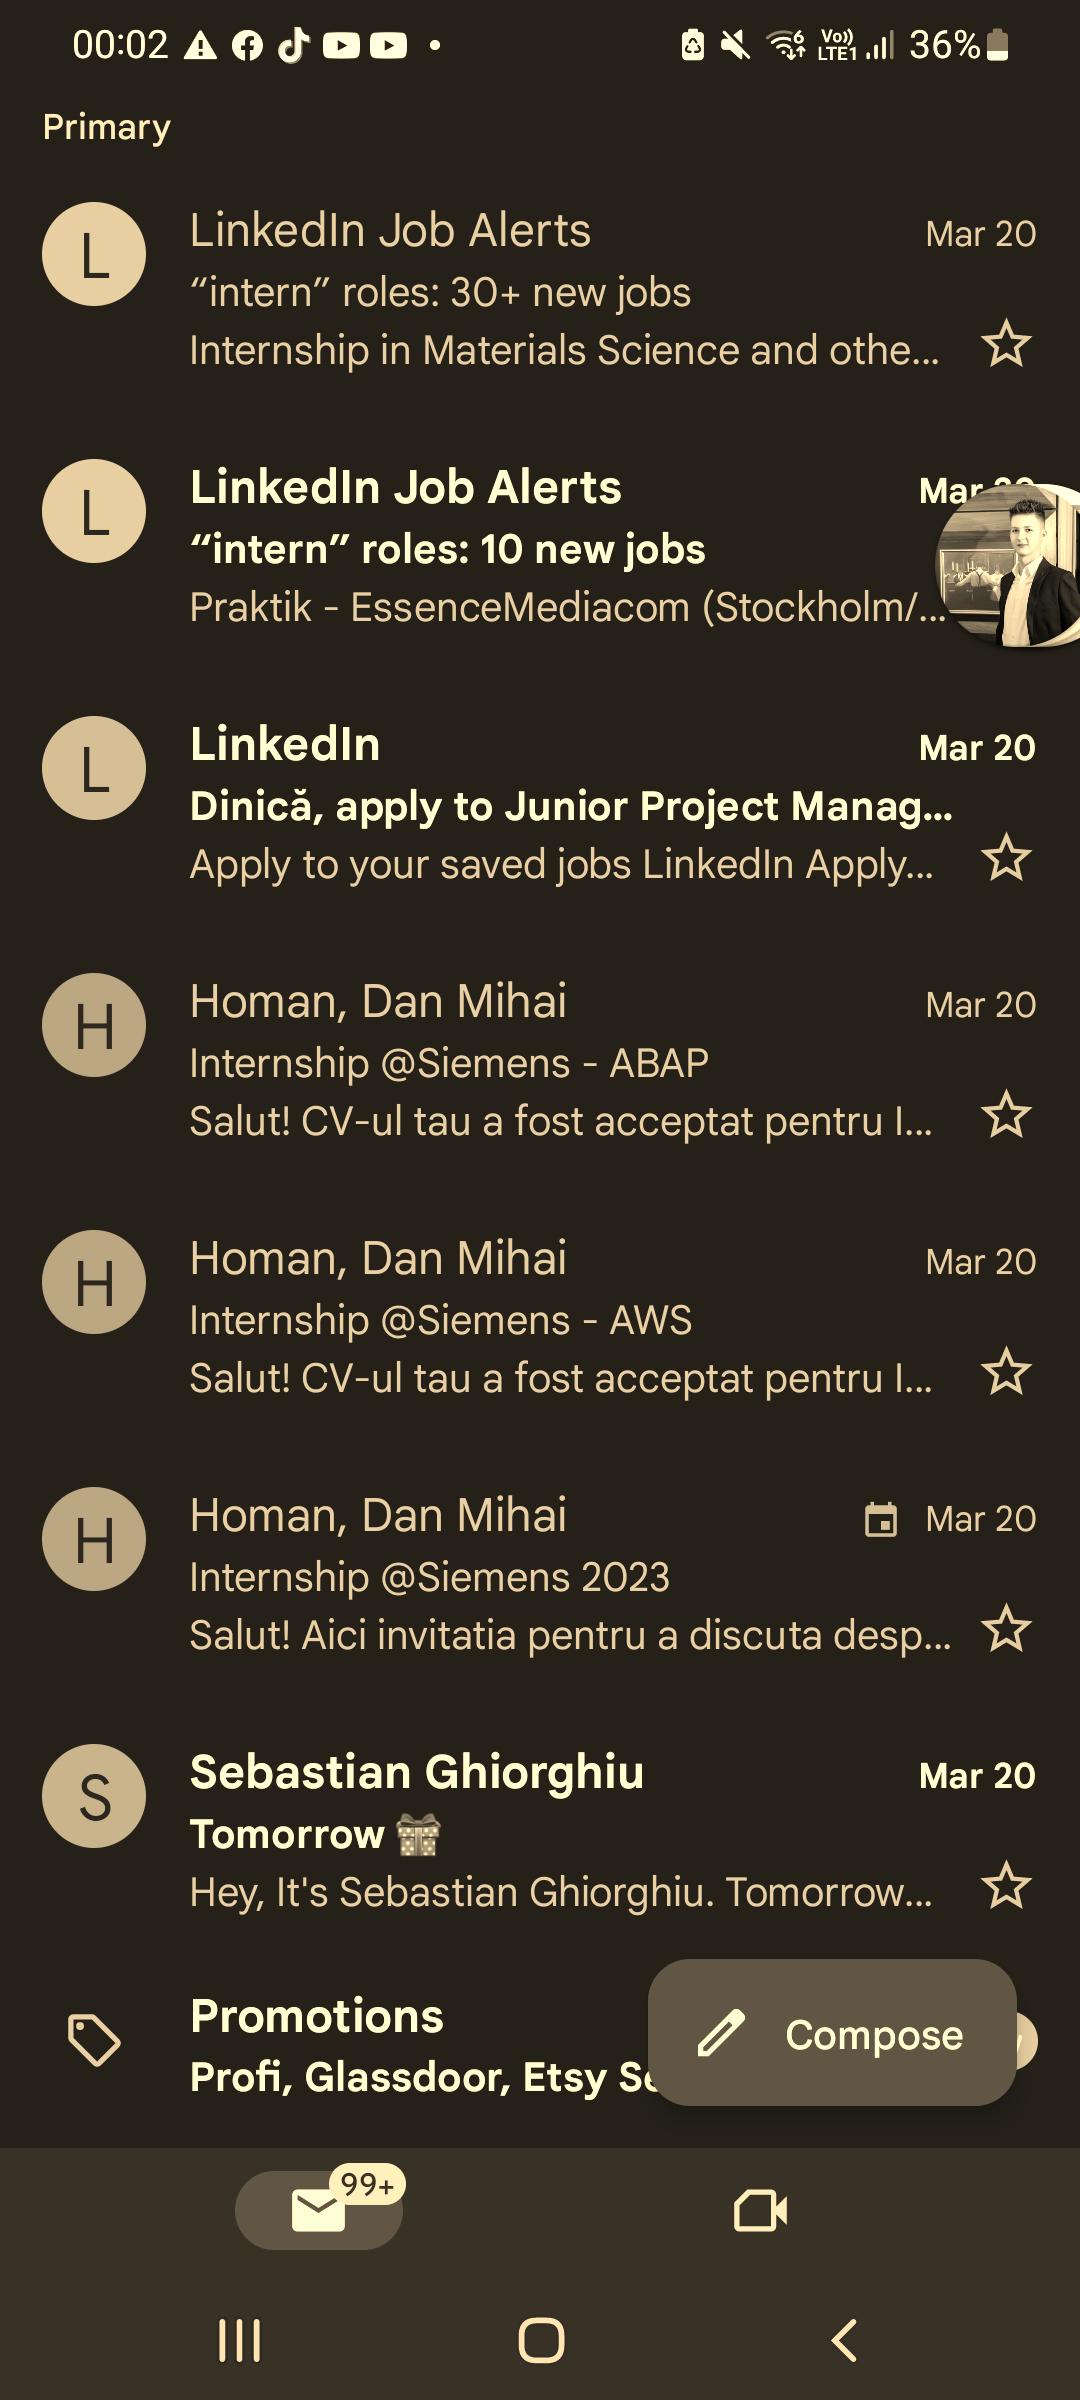 00:02
Vo)) LTE1 36%
Primary
L
LinkedIn Job Alerts Mar 20
“intern” roles: 30+ new jobs
Internship in Materials Science and othe...
L
LinkedIn Job Alerts Mar
“intern” roles: 10 new jobs
Praktik - EssenceMediacom (Stockholm/...
L
LinkedIn Mar 20
Dinică, apply to Junior Project Manag...
Apply to your saved jobs LinkedIn Apply...
H
Homan, Dan Mihai Mar 20
Internship @Siemens - ABAP
Salut! CV-ul tau a fost acceptat pentru I...
H
Homan, Dan Mihai Mar 20
Internship @Siemens - AWS
Salut! CV-ul tau a fost acceptat pentru I...
H
Homan, Dan Mihai Mar 20
Internship @Siemens 2023
Salut! Aici invitatia pentru a discuta desp...
S
Sebastian Ghiorghiu Mar 20
Tomorrow
Hey, It's Sebastian Ghiorghiu. Tomorrow...
Promotions
Profi, Glassdoor, Etsy
Compose
99+